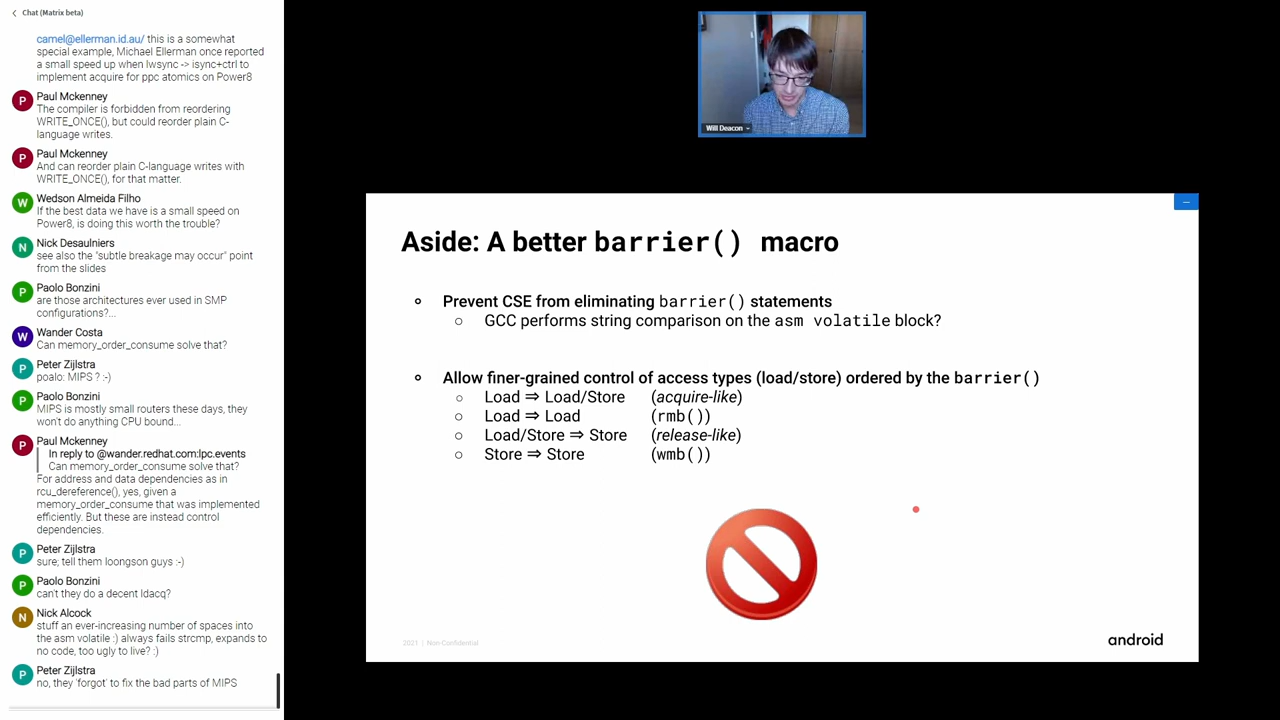 Chat (Matrix beta)
camel@ellerman.id.au/ this is a somewhat
special example, Michael Ellerman once reported
a small speed up when lwsync -> isync+ctrl to
implement acquire for ppc atomics on Power8
P
Paul Mckenney
The compiler is forbidden from reordering
WRITE_ONCE(), but could reorder plain C-
language writes.
P
Paul Mckenney
And can reorder plain C-language writes with
WRITE_ONCE(), for that matter.
W
Wedson Almeida Filho
If the best data we have is a small speed on
Power8, is doing this worth the trouble?
N
Nick Desaulniers
see also the "subtle breakage may occur" point
from the slides
P
Paolo Bonzini
are those architectures ever used in SMP
configurations?...
W
Wander Costa
Can memory_order_consume solve that?
P
Peter Zijlstra
poalo: MIPS ? :-)
P
Paolo Bonzini
MIPS is mostly small routers these days, they
won't do anything CPU bound...
P
Paul Mckenney
In reply to @wander.redhat.com:lpc.events
Can memory_order_consume solve that?
For address and data dependencies as in
rcu_dereference(), yes, given a
memory_order_consume that was implemented
efficiently. But these are instead control
dependencies.
P
Peter Zijlstra
sure; tell them loongson guys :-)
P
Paolo Bonzini
can't they do a decent ldacq?
N
Nick Alcock
stuff an ever-increasing number of spaces into
the asm volatile :) always fails strcmp, expands to
no code, too ugly to live? :)
P
Peter Zijlstra
no, they 'forgot' to fix the bad parts of MIPS
Will Deacon
Aside: A better barrier() macro
Prevent CSE from eliminating barrier() statements
GCC performs string comparison on the asm volatile block?
Allow finer-grained control of access types (load/store) ordered by the barrier()
Load ⇒ Load/Store (acquire-like)
Load ⇒ Load (rmb())
Load/Store ⇒ Store (release-like)
Store ⇒ Store (wmb())
2021 | Non-Confidential
android